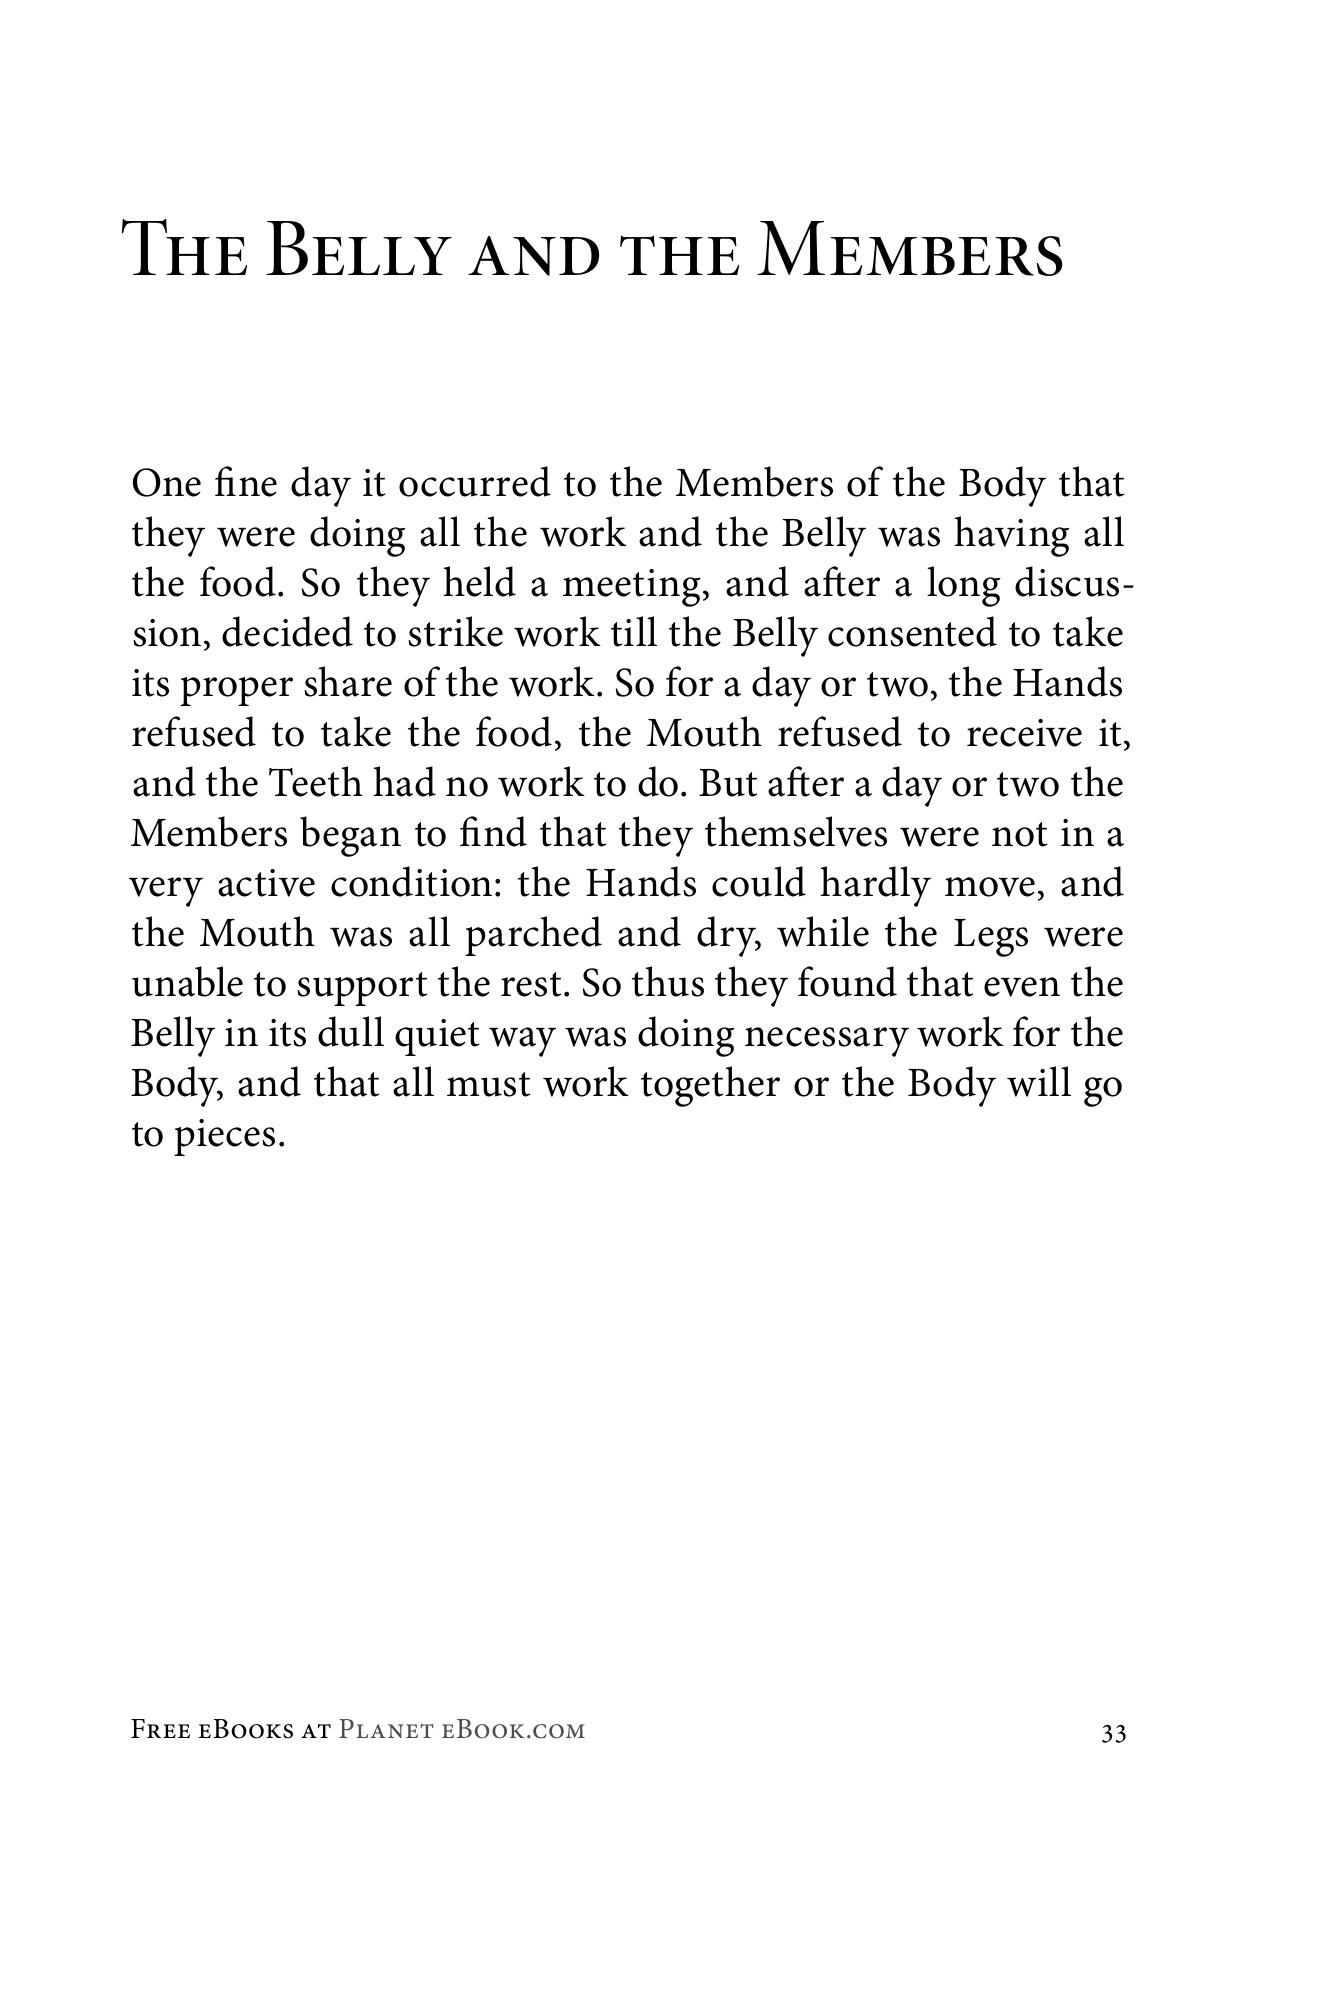 The Belly and the Members
One fine day it occurred to the Members of the Body that
they were doing all the work and the Belly was having all
the food. So they held a meeting, and after a long discus-
sion, decided to strike work till the Belly consented to take
its proper share of the work. So for a day or two, the Hands
refused to take the food, the Mouth refused to receive it,
and the Teeth had no work to do. But after a day or two the
Members began to find that they themselves were not in a
very active condition: the Hands could hardly move, and
the Mouth was all parched and dry, while the Legs were
unable to support the rest. So thus they found that even the
Belly in its dull quiet way was doing necessary work for the
Body, and that all must work together or the Body will go
to pieces.
Free eBooks at Planet eBook.com 33